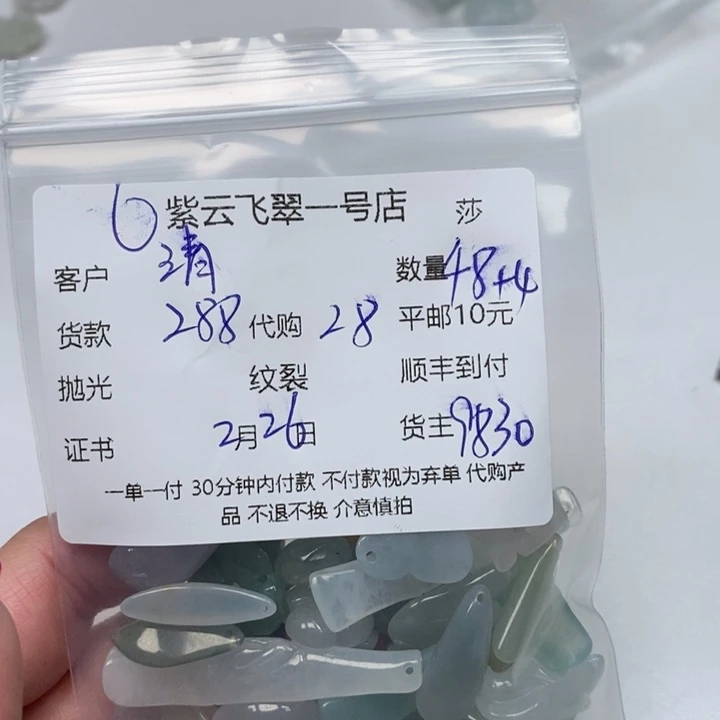 6 紫云飞翠一号店 莎
客户 清 数量 48+4
货款 288 代购 28 平邮10元
抛光 纹裂 顺丰到付
证书 2月26日 货主 9830
一单一付 30分钟内付款 不付款视为弃单 代购产
品 不退不换 介意慎拍